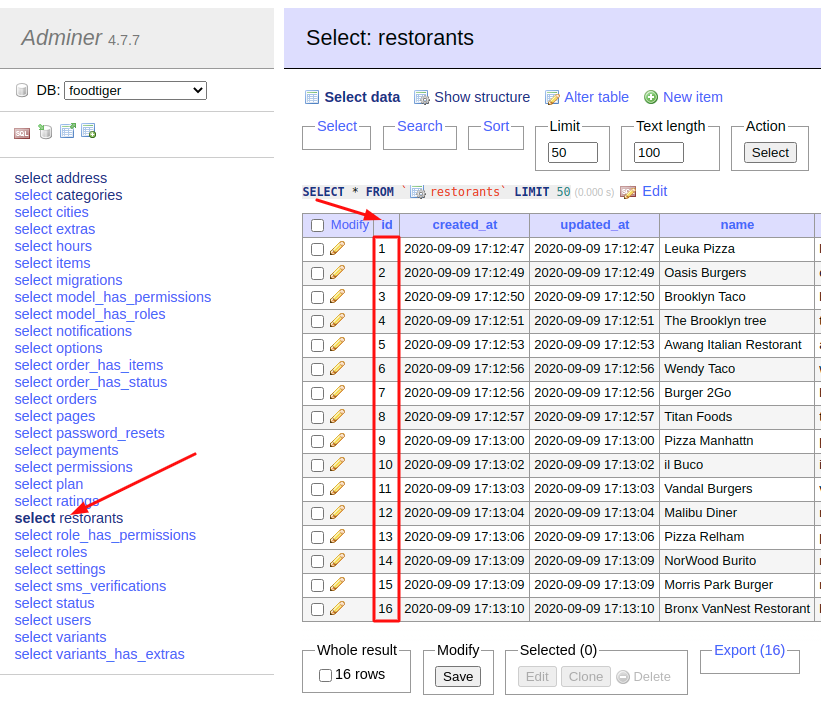 Adminer 4.7.7
DB: foodtiger
SQL
select address
select categories
select cities
select extras
select hours
select items
select migrations
select model_has_permissions
select model_has_roles
select notifications
select options
select order_has_items
select order_has_status
select orders
select pages
select password_resets
select payments
select permissions
select plan
select ratings
select restorants
select role_has_permissions
select roles
select settings
select sms_verifications
select status
select users
select variants
select variants_has_extras
Select: restorants
Select data Show structure Alter table New item
Select Search Sort Limit Text length Action
50 100 Select
SELECT * FROM `restorants` LIMIT 50 (0.000 s) Edit
Modify id created_at updated_at name
1 2020-09-09 17:12:47 2020-09-09 17:12:47 Leuka Pizza
2 2020-09-09 17:12:49 2020-09-09 17:12:49 Oasis Burgers
3 2020-09-09 17:12:50 2020-09-09 17:12:50 Brooklyn Taco
4 2020-09-09 17:12:51 2020-09-09 17:12:51 The Brooklyn tree
5 2020-09-09 17:12:53 2020-09-09 17:12:53 Awang Italian Restorant
6 2020-09-09 17:12:56 2020-09-09 17:12:56 Wendy Taco
7 2020-09-09 17:12:56 2020-09-09 17:12:56 Burger 2Go
8 2020-09-09 17:12:57 2020-09-09 17:12:57 Titan Foods
9 2020-09-09 17:13:00 2020-09-09 17:13:00 Pizza Manhattn
10 2020-09-09 17:13:02 2020-09-09 17:13:02 il Buco
11 2020-09-09 17:13:03 2020-09-09 17:13:03 Vandal Burgers
12 2020-09-09 17:13:04 2020-09-09 17:13:04 Malibu Diner
13 2020-09-09 17:13:06 2020-09-09 17:13:06 Pizza Relham
14 2020-09-09 17:13:09 2020-09-09 17:13:09 NorWood Burito
15 2020-09-09 17:13:09 2020-09-09 17:13:09 Morris Park Burger
16 2020-09-09 17:13:10 2020-09-09 17:13:10 Bronx VanNest Restorant
Whole result Modify Selected (0) Export (16)
16 rows Save Edit Clone Delete